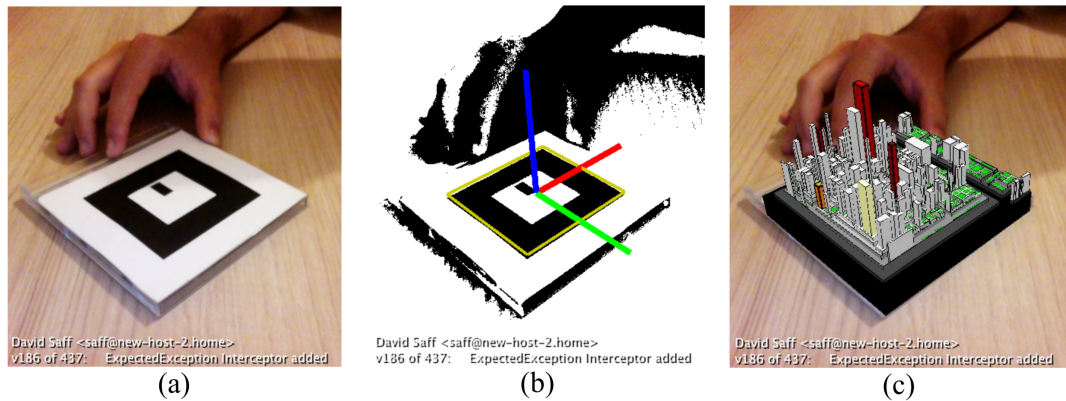 David Saff <saff@new-host-2.home>
v186 of 437: ExpectedException Interceptor added
David Saff <saff@new-host-2.home>
v186 of 437: ExpectedException Interceptor added
David Saff <saff@new-host-2.home>
v186 of 437: ExpectedException Interceptor added
(a)
(b)
(c)